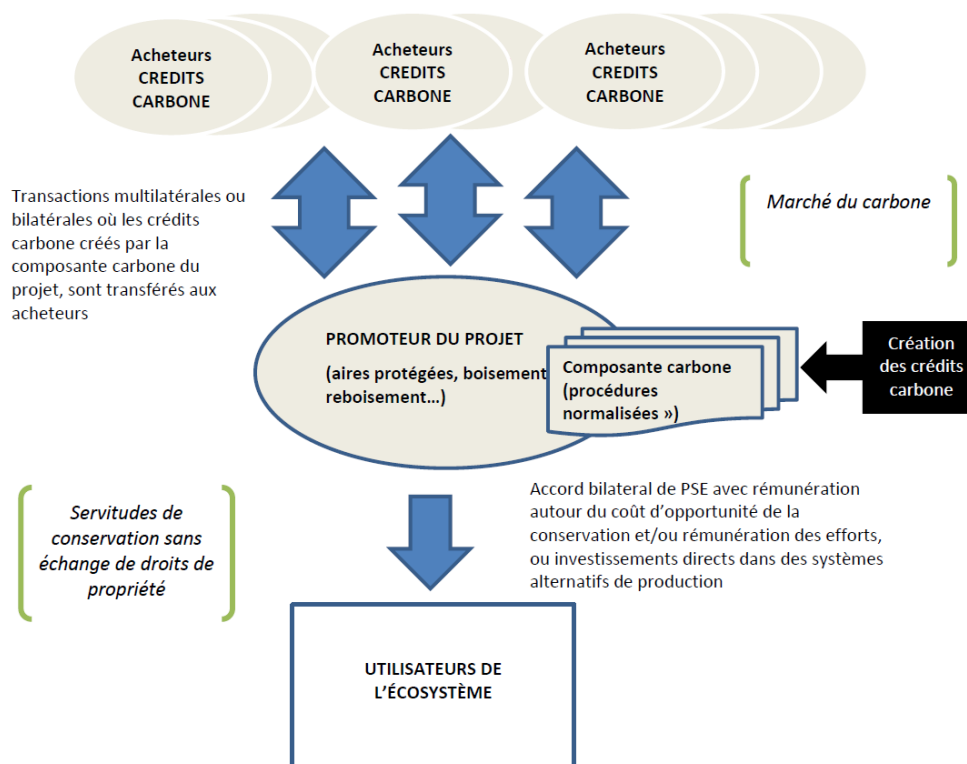 Acheteurs
CREDITS
CARBONE
Acheteurs
CREDITS
CARBONE
Acheteurs
CREDITS
CARBONE
Transactions multilatérales ou
bilatérales où les crédits
carbone créés par la
composante carbone du
projet, sont transférés aux
acheteurs
Marché du carbone
PROMOTEUR DU PROJET
(aires protégées, boisement
reboisement…)
Composante carbone
(procédures
normalisées »)
Création
des crédits
carbone
Servitudes de
conservation sans
échange de droits de
propriété
Accord bilateral de PSE avec rémunération
autour du coût d’opportunité de la
conservation et/ou rémunération des efforts,
ou investissements directs dans des systèmes
alternatifs de production
UTILISATEURS DE
L’ÉCOSYSTÈME